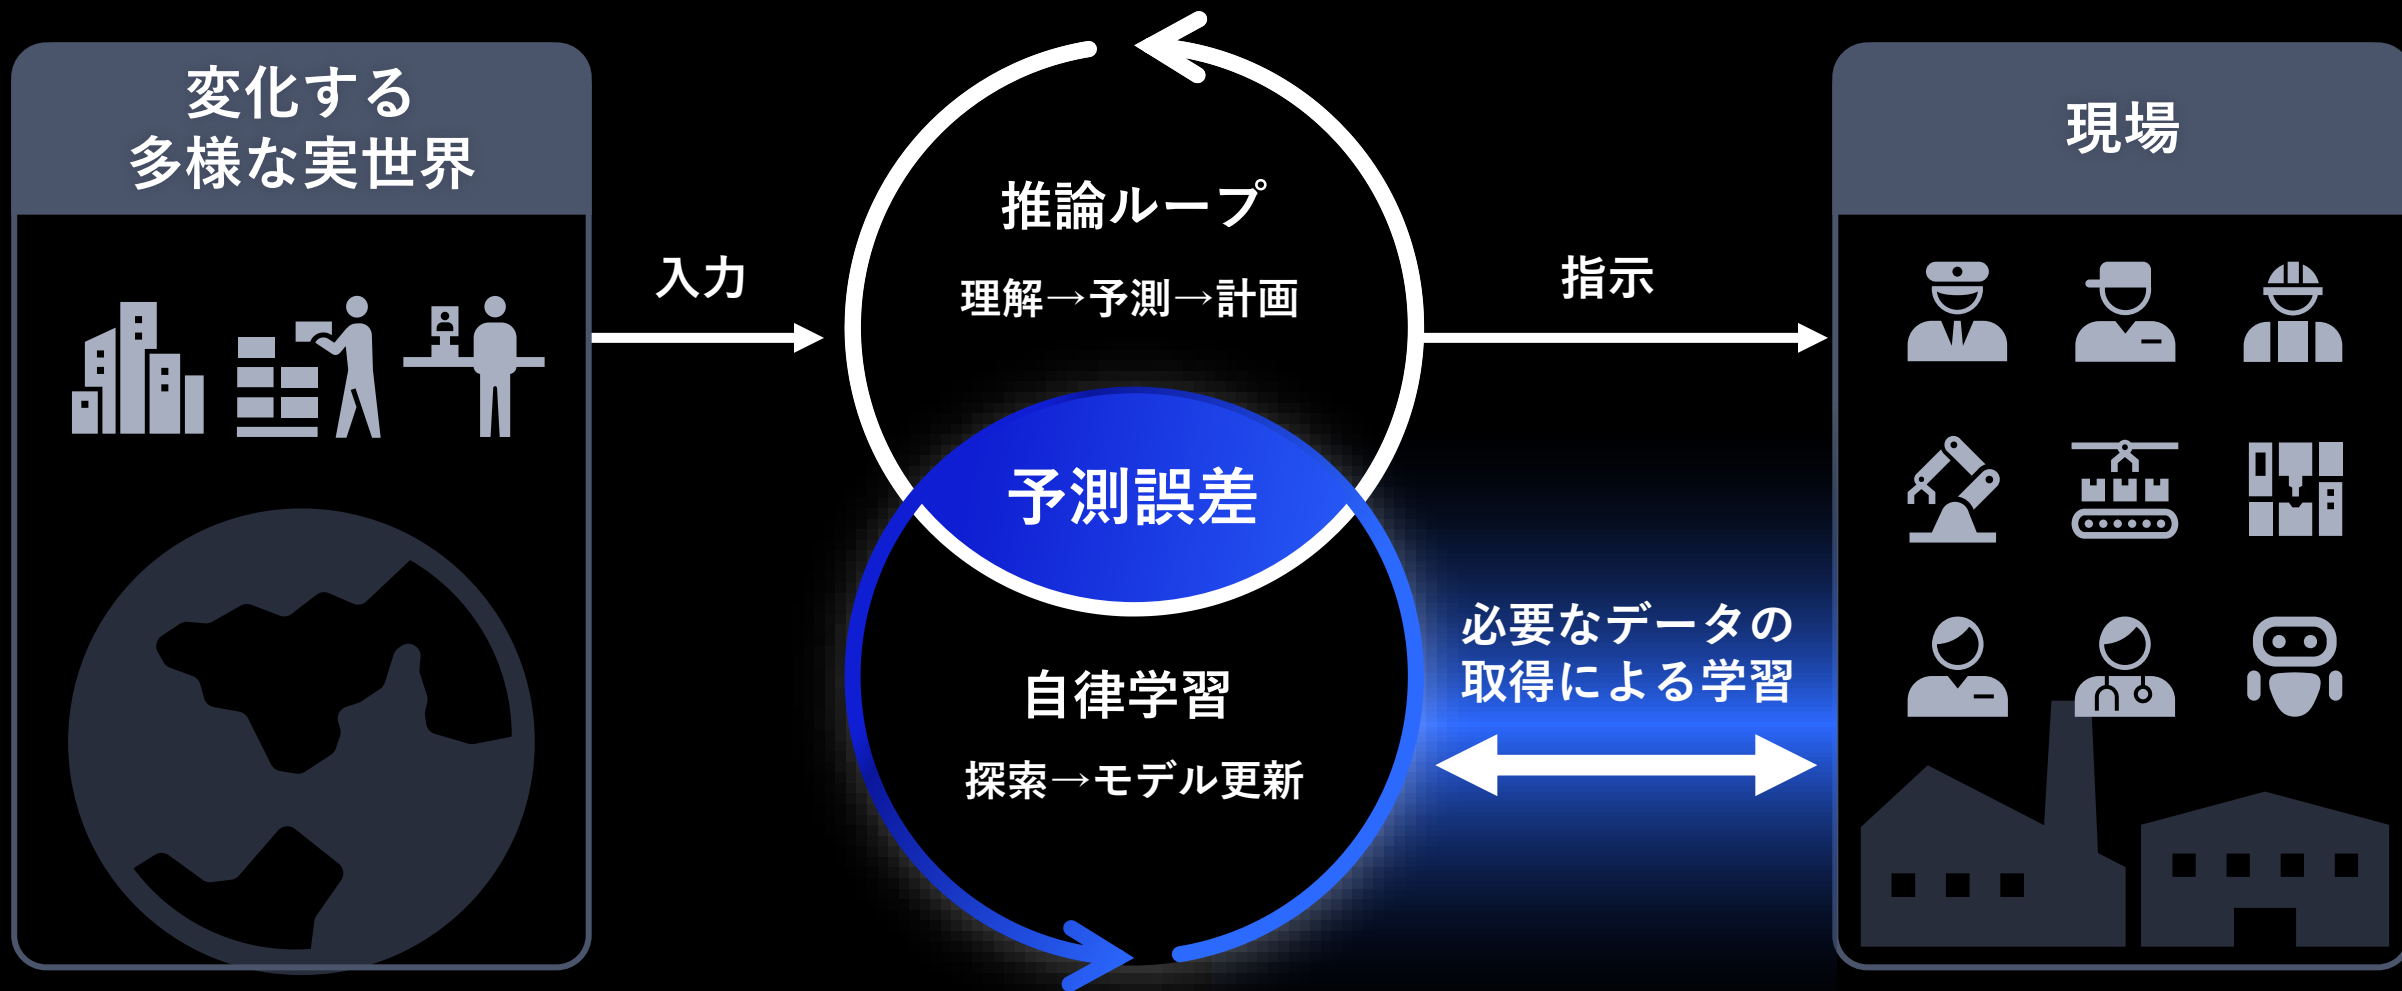 変化する
多様な実世界
入力
推論ループ
理解→予測→計画
予測誤差
自律学習
探索→モデル更新
指示
必要なデータの
取得による学習
現場